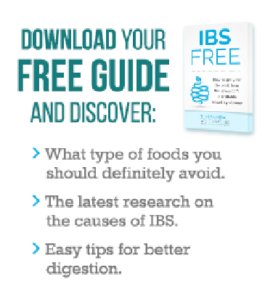 DOWNLOAD YOUR
FREE GUIDE
AND DISCOVER:
IBS
FREE
> What type of foods you
should definitely avoid.
> The latest research on
the causes of IBS.
> Easy tips for better
digestion.